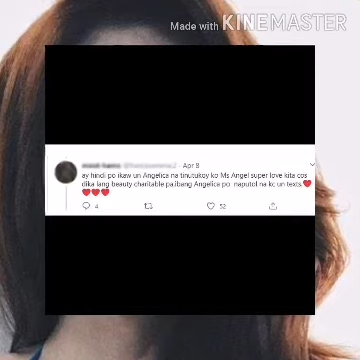 Made with KINEMASTER
Apr 8
ay hindi po ikaw un Angelica na tinutukoy ko Ms Angel super love kita cos
dika lang beauty charitable pa.ibang Angelica po naputol na kc un texts.❤
❤❤❤
4 52